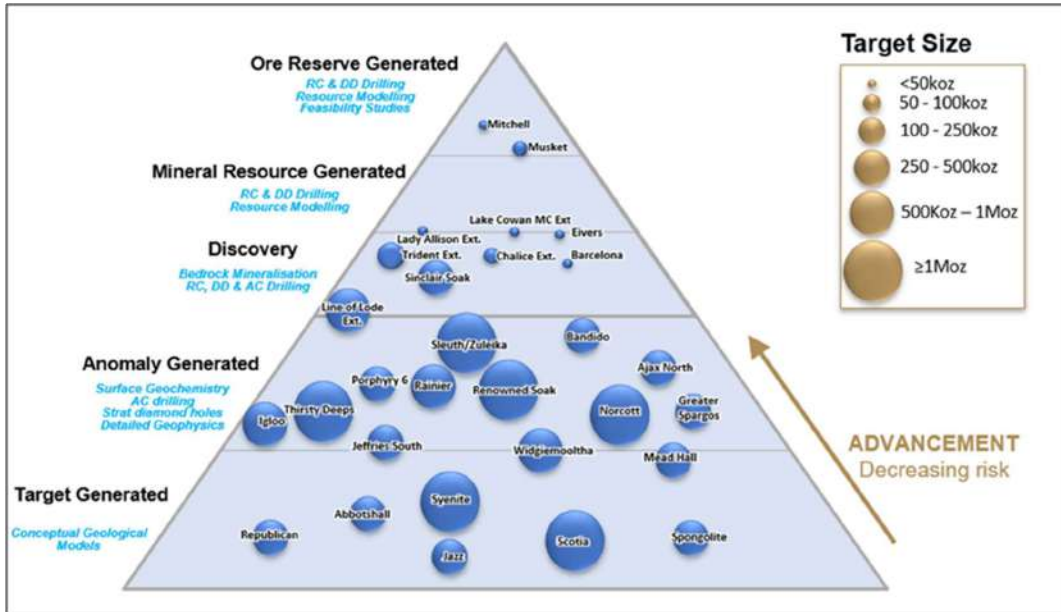 Ore Reserve Generated
RC & DD Drilling
Resource Modelling
Feasibility Studies
Mitchell
Musket
Mineral Resource Generated
RC & DD Drilling
Resource Modelling
Lake Cowan MC Ext
Lady Allison Ext.
Eivers
Discovery
Bedrock Mineralisation
RC, DD & AC Drilling
Trident Ext.
Chalice Ext.
Barcelona
Sinclair Soak
Line of Lode
Ext.
Anomaly Generated
Surface Geochemistry
AC drilling
Strat diamond holes
Detailed Geophysics
Sleuth/Zuleika
Bandido
Ajax North
Porphyry 6
Rainier
Renowned Soak
Igloo
Thirsty Deeps
Norcott
Greater
Spargos
Jeffries South
Widgiemooltha
Mead Hall
Target Generated
Conceptual Geological
Models
Syenite
Abbotshall
Republican
Jazz
Scotia
Spongolite
Target Size
<50koz
50 - 100koz
100 - 250koz
250 - 500koz
500Koz – 1Moz
≥1Moz
ADVANCEMENT
Decreasing risk